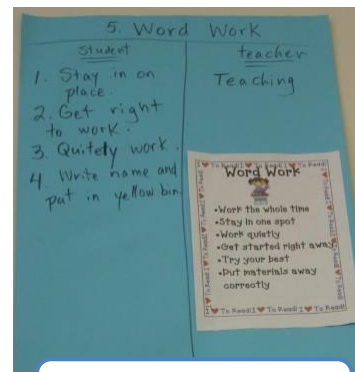 5. Word Work
Student
1. Stay in on
place.
2. Get right
to work.
3. Quitely work.
4. Write name and
put in yellow bin.
teacher
Teaching
I ♥ To Read! I ♥ To Read! I ♥ To Read!
Word Work
•Work the whole time
•Stay in one spot
•Work quietly
•Get started right away
•Try your best
•Put materials away
correctly
I ♥ To Read! I ♥ To Read! I ♥ To Read!